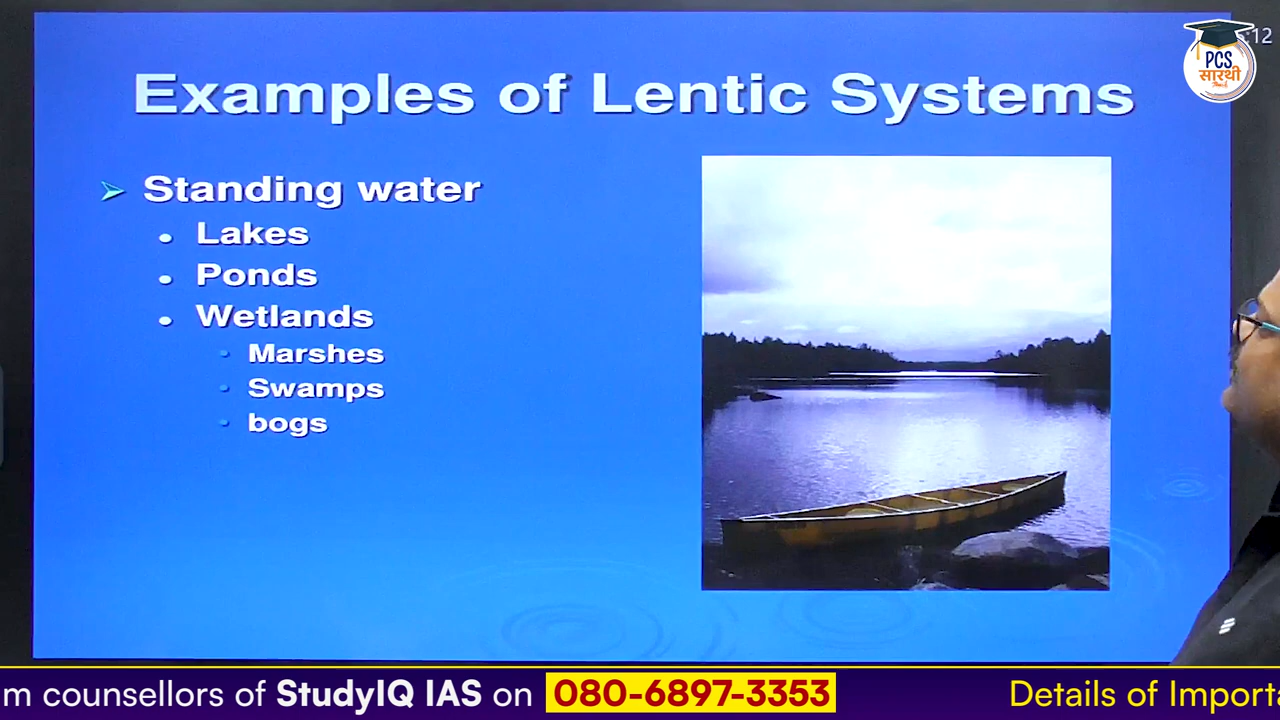 :12
PCS
सारथी
Examples of Lentic Systems
Standing water
Lakes
Ponds
Wetlands
Marshes
Swamps
bogs
m counsellors of StudyIQ IAS on 080-6897-3353
Details of Importa